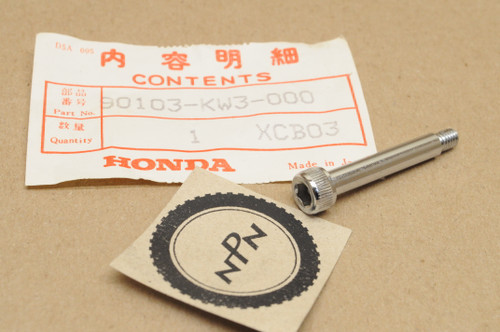 DSA 605
内容明細
CONTENTS
部品
番号
Part No.
90103-KW3-000
数量
Quantity
1 XCB03
HONDA
Made in
NPN